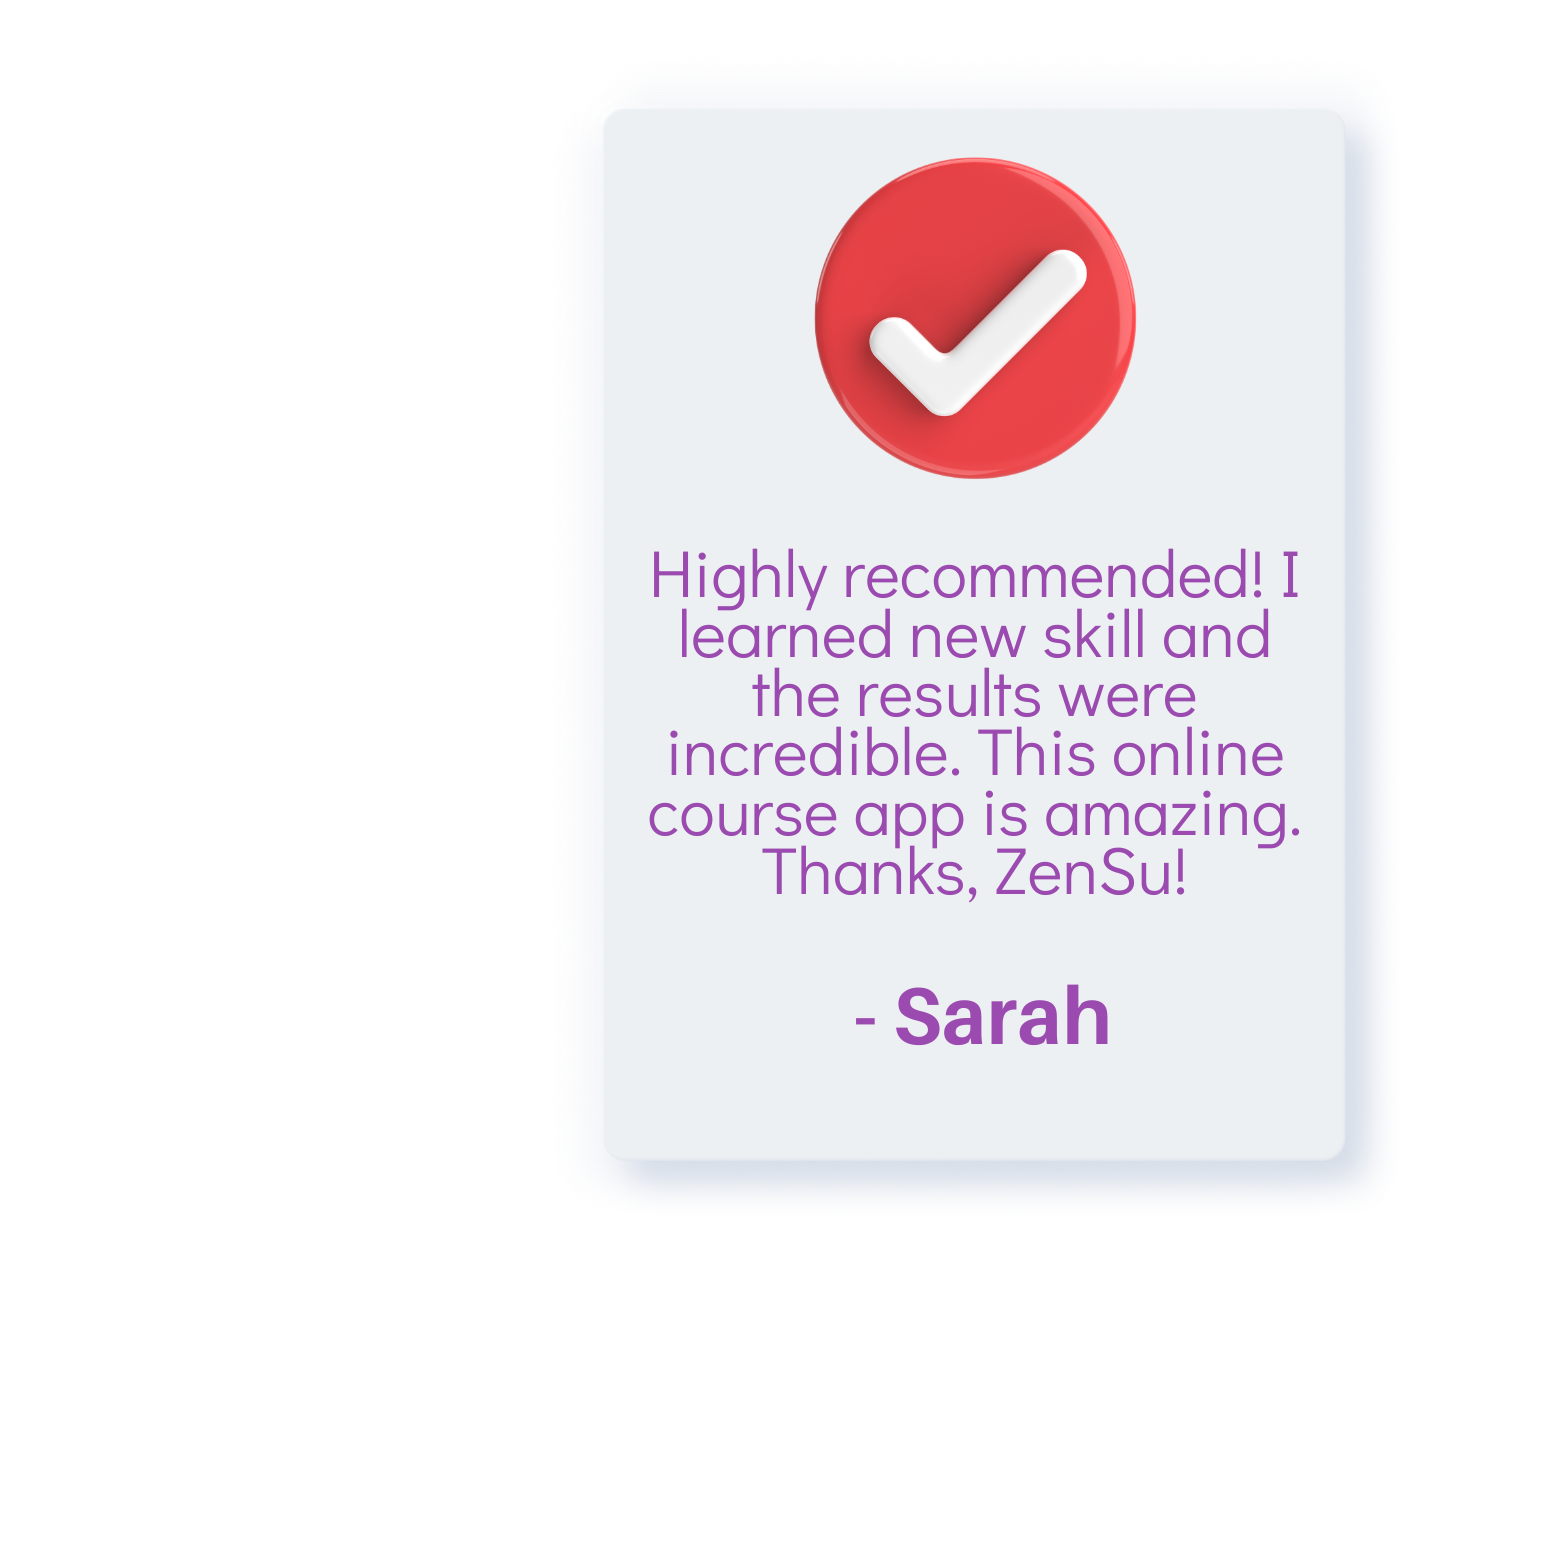 Highly recommended! I
learned new skill and
the results were
incredible. This online
course app is amazing.
Thanks, ZenSu!
- Sarah